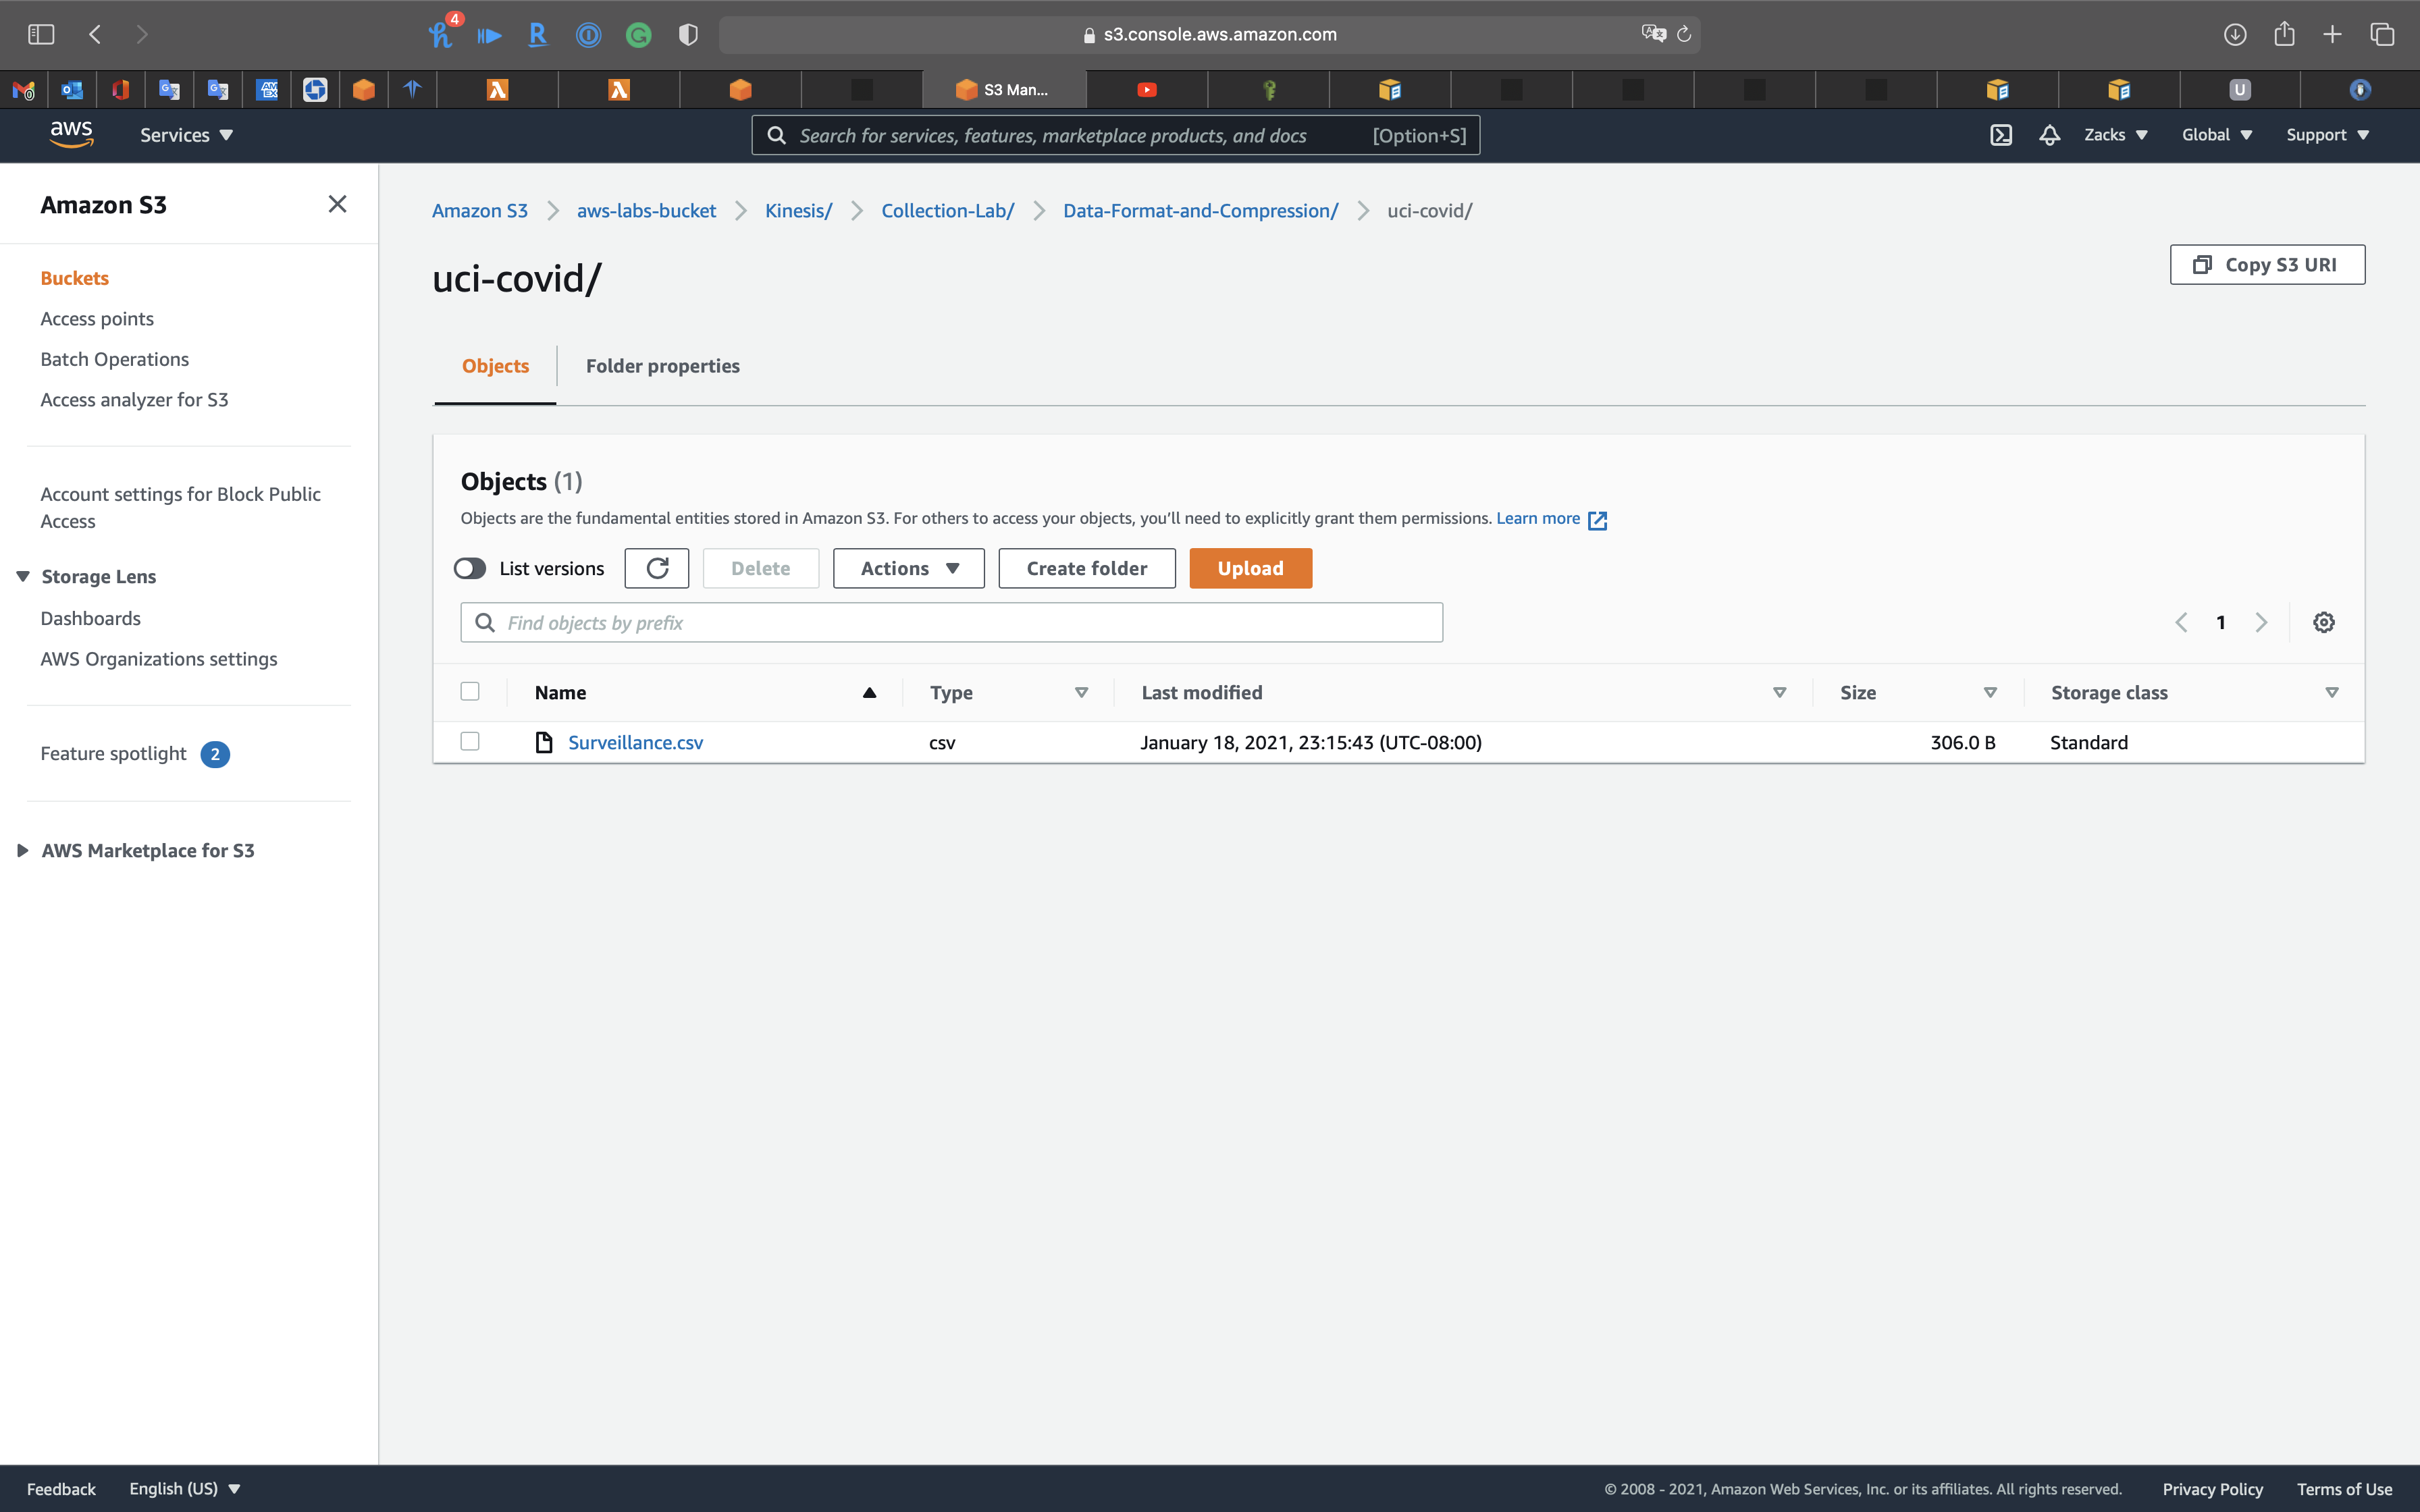 4
s3.console.aws.amazon.com
S3 Man...
U
aws
Services
Search for services, features, marketplace products, and docs [Option+S]
Zacks
Global
Support
Amazon S3
Buckets
Access points
Batch Operations
Access analyzer for S3
Account settings for Block Public
Access
Storage Lens
Dashboards
AWS Organizations settings
Feature spotlight 2
AWS Marketplace for S3
Amazon S3 aws-labs-bucket Kinesis/ Collection-Lab/ Data-Format-and-Compression/ uci-covid/
uci-covid/
Copy S3 URI
Objects
Folder properties
Objects (1)
Objects are the fundamental entities stored in Amazon S3. For others to access your objects, you’ll need to explicitly grant them permissions. Learn more
List versions
Delete
Actions
Create folder
Upload
Find objects by prefix
1
Name Type Last modified Size Storage class
Surveillance.csv csv January 18, 2021, 23:15:43 (UTC-08:00) 306.0 B Standard
Feedback
English (US)
© 2008 - 2021, Amazon Web Services, Inc. or its affiliates. All rights reserved.
Privacy Policy
Terms of Use